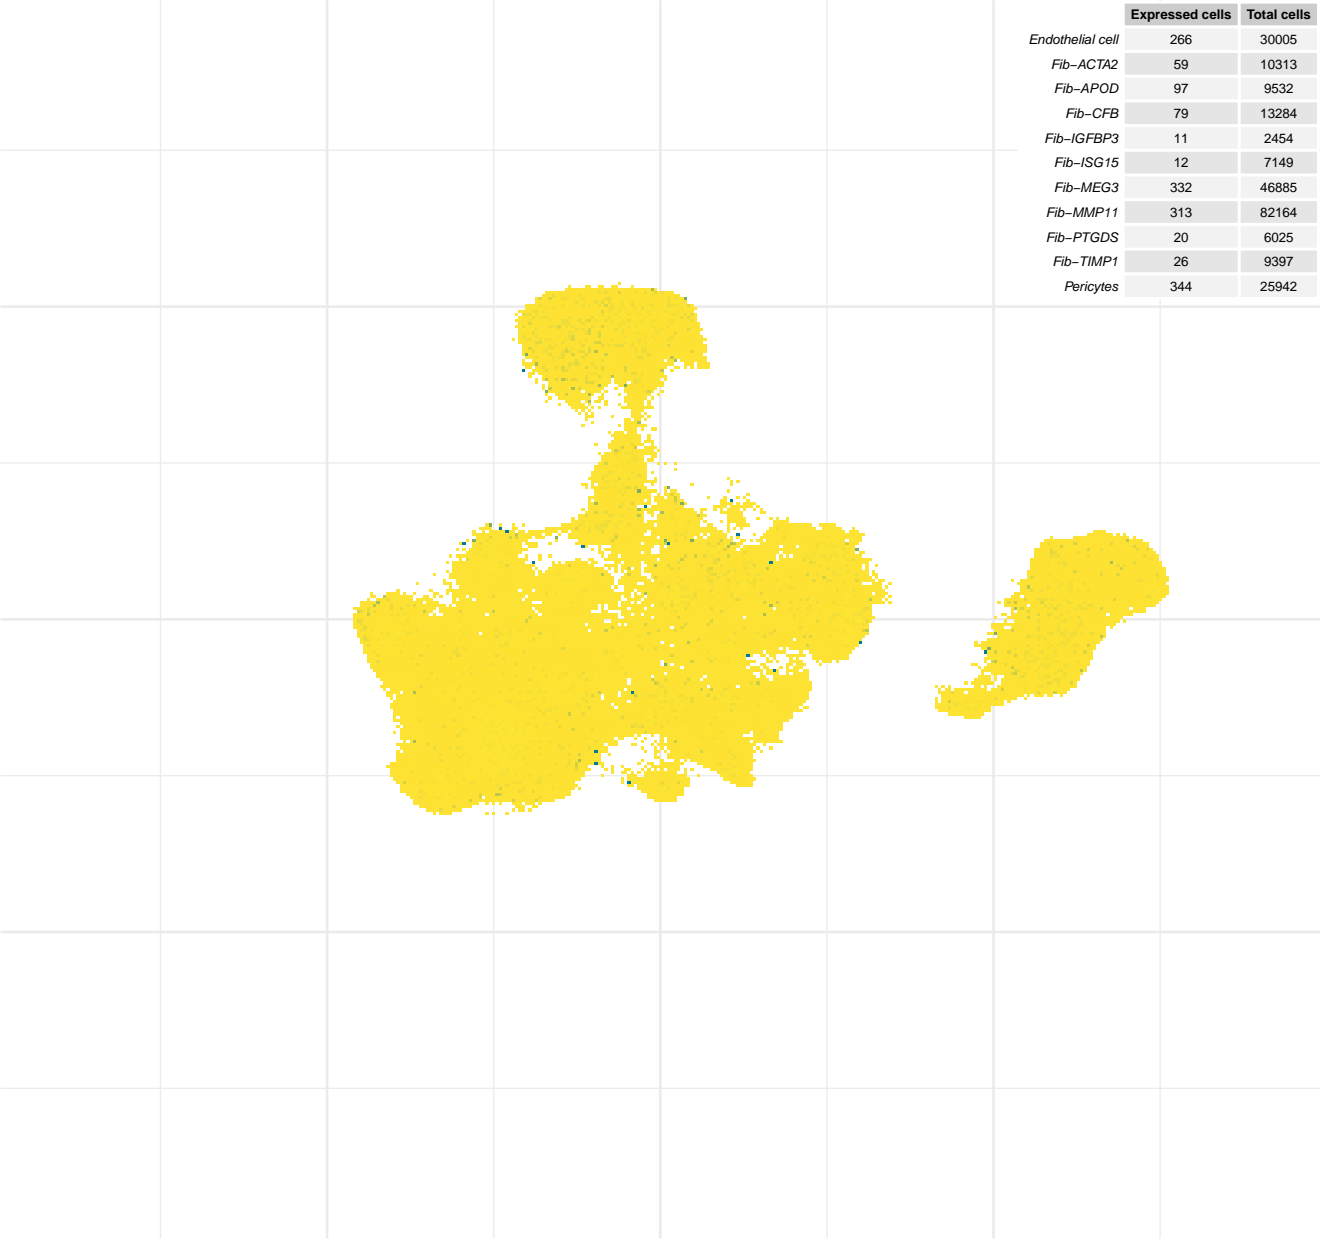 Expressed cells Total cells
Endothelial cell 266 30005
Fib−ACTA2 59 10313
Fib−APOD 97 9532
Fib−CFB 79 13284
Fib−IGFBP3 11 2454
Fib−ISG15 12 7149
Fib−MEG3 332 46885
Fib−MMP11 313 82164
Fib−PTGDS 20 6025
Fib−TIMP1 26 9397
Pericytes 344 25942